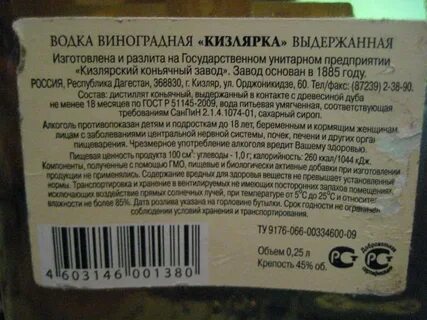 ВОДКА ВИНОГРАДНАЯ «КИЗЛЯРКА» ВЫДЕРЖАННАЯ
Изготовлена и разлита на Государственном унитарном предприятии
«Кизлярский коньячный завод». Завод основан в 1885 году.
РОССИЯ, Республика Дагестан, 368830, г. Кизляр, ул. Орджоникидзе, 60. Тел/факс: (87239) 2-38-90.
Состав: дистиллят коньячный, выдержанный в контакте с древесиной дуба
не менее 18 месяцев по ГОСТ Р 51145-2009, вода питьевая умягченная, соответствующая
требованиям СанПиН 2.1.4.1074-01, сахарный сироп.
Алкоголь противопоказан детям и подросткам до 18 лет, беременным и кормящим женщинам,
лицам с заболеваниями центральной нервной системы, почек, печени и других органов
пищеварения. Чрезмерное употребление алкоголя вредит Вашему здоровью.
Пищевая ценность продукта 100 см³: углеводы - 1,0 г; калорийность: 260 ккал/1044 кДж.
Компоненты, полученные с помощью ГМО, пищевые и биологически активные добавки при изготовлении
продукции не применялись. Содержание вредных для здоровья веществ не превышает обязательных требований.
Транспортирование и хранение в вентилируемых и не имеющих посторонних запахов помещениях,
исключающих воздействие прямых солнечных лучей, при температуре от 5°С до 25°С и относительной
влажности не более 85%. Дата розлива указана на горловине бутылки. Срок годности не ограничен
соблюдении условий хранения и транспортирования.
ТУ 9176-066-00334600-09
Объем 0,25 л
Крепость 45% об.
Добровольная
сертификация
4 603146 001380